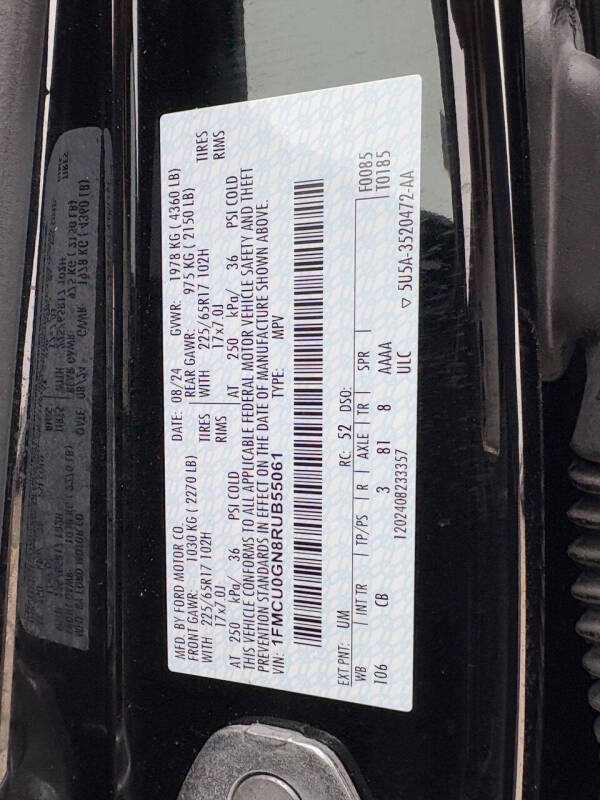 MFD. BY FORD MOTOR CO. DATE: 08/24 GVWR: 1978 KG ( 4360 LB)
FRONT GAWR: 1030 KG ( 2270 LB) REAR GAWR: 975 KG ( 2150 LB)
WITH 225/65R17 102H TIRES WITH 225/65R17 102H TIRES
17x7.0J RIMS 17x7.0J RIMS
AT 250 kPa/ 36 PSI COLD AT 250 kPa/ 36 PSI COLD
THIS VEHICLE CONFORMS TO ALL APPLICABLE FEDERAL MOTOR VEHICLE SAFETY AND THEFT
PREVENTION STANDARDS IN EFFECT ON THE DATE OF MANUFACTURE SHOWN ABOVE.
VIN: 1FMCU0GN8RUB55061 TYPE: MPV
EXT PNT: UM RC: 52 DSO: F0085
WB INT TR TP/PS R AXLE TR SPR T0185
106 CB 3 81 8 AAAA
1202408233357 ULC ▽ 5U5A-3520472-AA